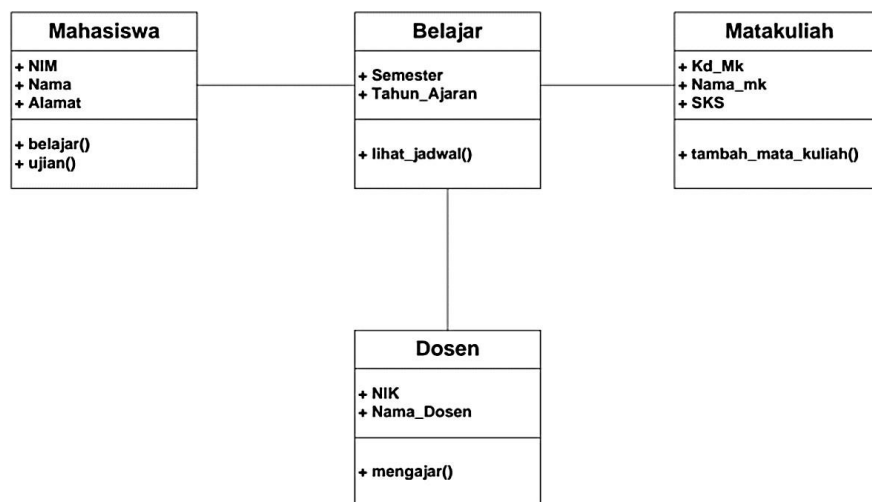 Mahasiswa
+ NIM
+ Nama
+ Alamat
+ belajar()
+ ujian()
Belajar
+ Semester
+ Tahun_Ajaran
+ lihat_jadwal()
Matakuliah
+ Kd_Mk
+ Nama_mk
+ SKS
+ tambah_mata_kuliah()
Dosen
+ NIK
+ Nama_Dosen
+ mengajar()